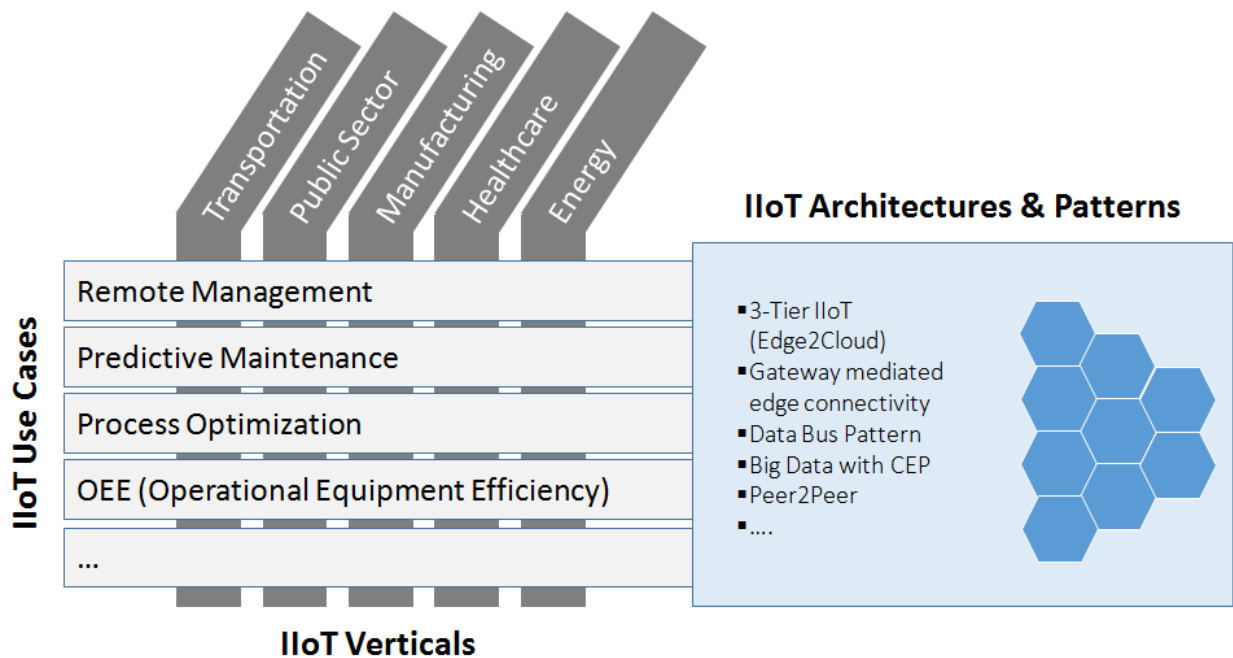 Transportation
Public Sector
Manufacturing
Healthcare
Energy
IIoT Architectures & Patterns
IIoT Use Cases
Remote Management
Predictive Maintenance
Process Optimization
OEE (Operational Equipment Efficiency)
...
▪3-Tier IIoT
(Edge2Cloud)
▪Gateway mediated
edge connectivity
▪Data Bus Pattern
▪Big Data with CEP
▪Peer2Peer
▪….
IIoT Verticals